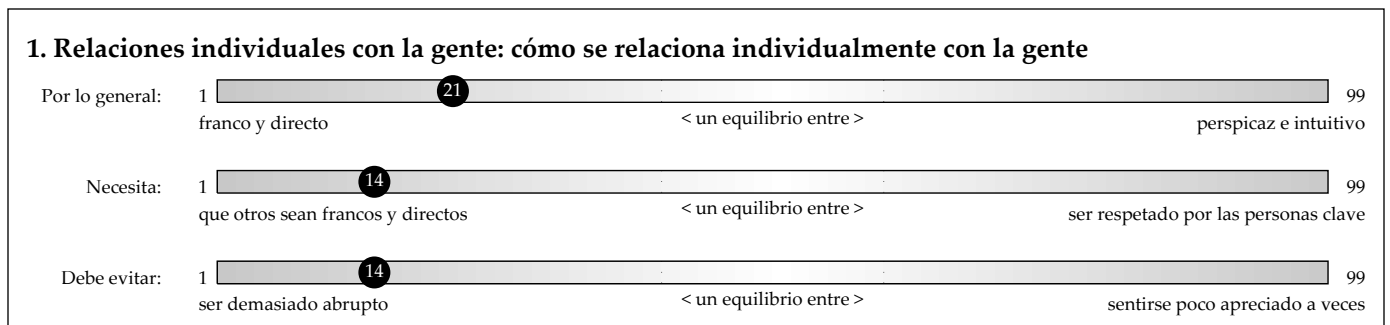 1. Relaciones individuales con la gente: cómo se relaciona individualmente con la gente
Por lo general: 1 21 99
franco y directo < un equilibrio entre > perspicaz e intuitivo
Necesita: 1 14 99
que otros sean francos y directos < un equilibrio entre > ser respetado por las personas clave
Debe evitar: 1 14 99
ser demasiado abrupto < un equilibrio entre > sentirse poco apreciado a veces